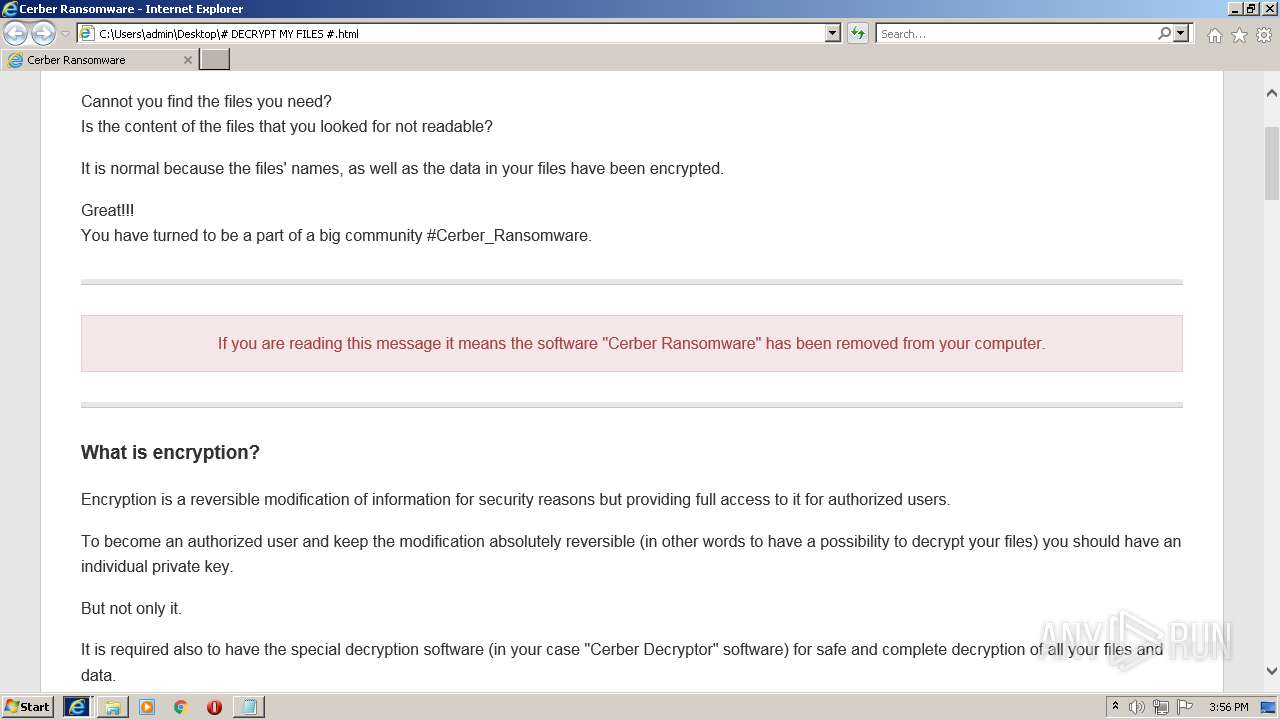 Cerber Ransomware - Internet Explorer
C:\Users\admin\Desktop\# DECRYPT MY FILES #.html
Search...
Cerber Ransomware
Cannot you find the files you need?
Is the content of the files that you looked for not readable?
It is normal because the files' names, as well as the data in your files have been encrypted.
Great!!!
You have turned to be a part of a big community #Cerber_Ransomware.
If you are reading this message it means the software "Cerber Ransomware" has been removed from your computer.
What is encryption?
Encryption is a reversible modification of information for security reasons but providing full access to it for authorized users.
To become an authorized user and keep the modification absolutely reversible (in other words to have a possibility to decrypt your files) you should have an
individual private key.
But not only it.
It is required also to have the special decryption software (in your case "Cerber Decryptor" software) for safe and complete decryption of all your files and
data.
ANY RUN
Start
3:56 PM